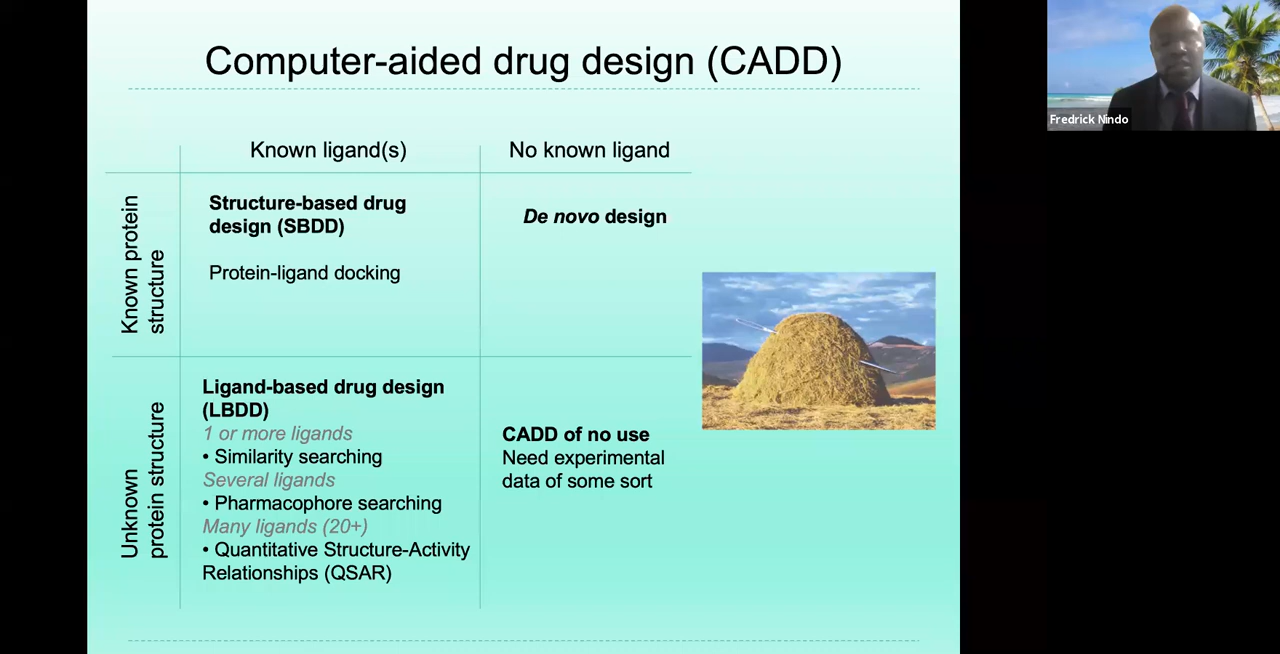 Computer-aided drug design (CADD)
Fredrick Nindo
Known ligand(s)
No known ligand
Known protein
structure
Structure-based drug
design (SBDD)
Protein-ligand docking
De novo design
Unknown
protein structure
Ligand-based drug design
(LBDD)
1 or more ligands
• Similarity searching
Several ligands
• Pharmacophore searching
Many ligands (20+)
• Quantitative Structure-Activity
Relationships (QSAR)
CADD of no use
Need experimental
data of some sort